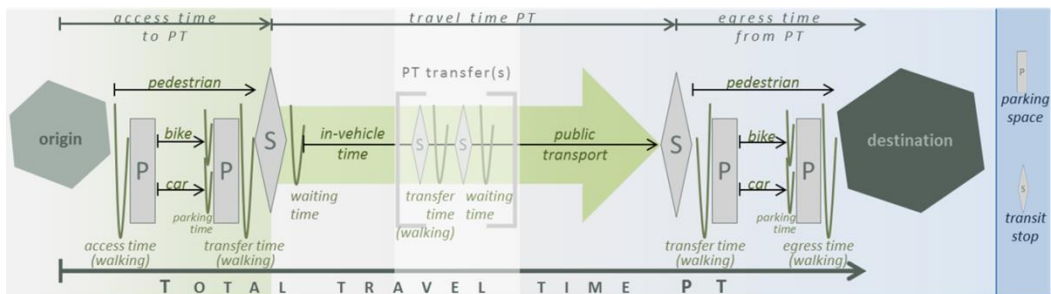 access time
to PT
travel time PT
egress time
from PT
PT transfer(s)
pedestrian
pedestrian
P
parking
space
origin
bike
P
P
car
parking
time
S
in-vehicle
time
S
S
public
transport
S
bike
P
P
car
parking
time
destination
S
transit
stop
waiting
time
transfer
time
(walking)
waiting
time
access time
(walking)
transfer time
(walking)
transfer time
(walking)
egress time
(walking)
TOTAL TRAVEL TIME PT